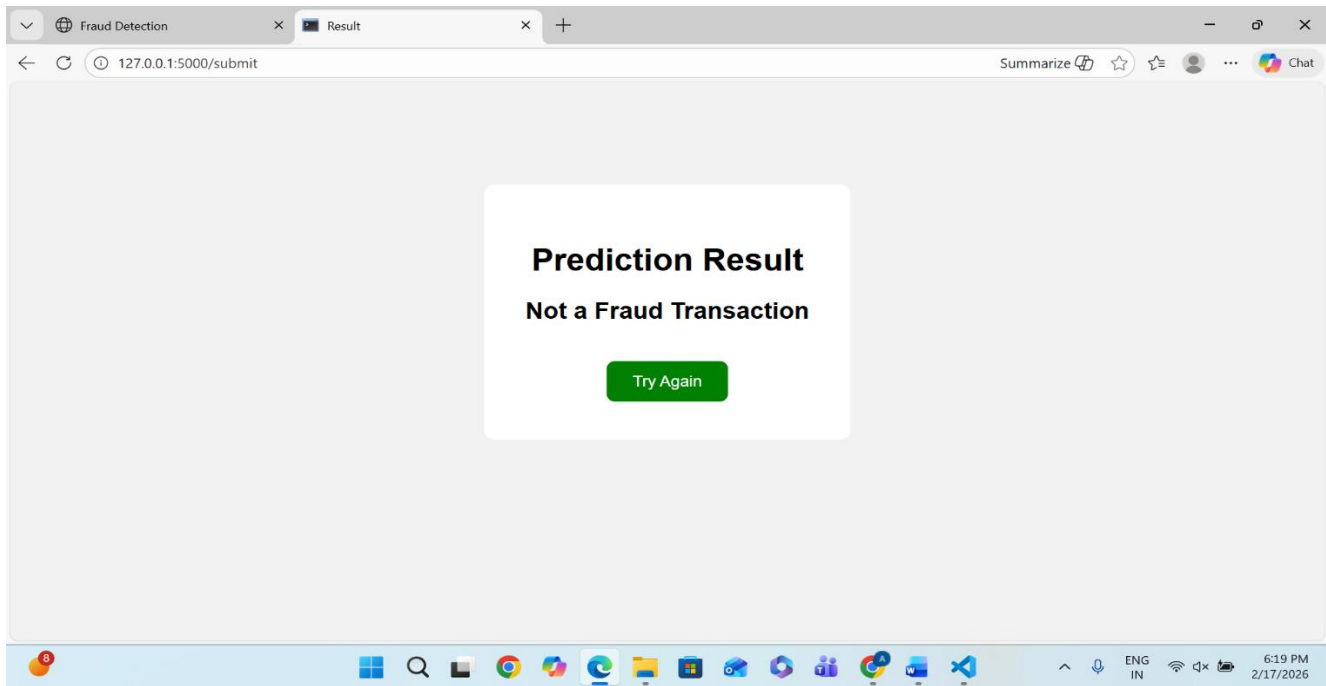 Fraud Detection
Result
127.0.0.1:5000/submit
Summarize
Chat
Prediction Result
Not a Fraud Transaction
Try Again
8
A
ENG
IN
6:19 PM
2/17/2026